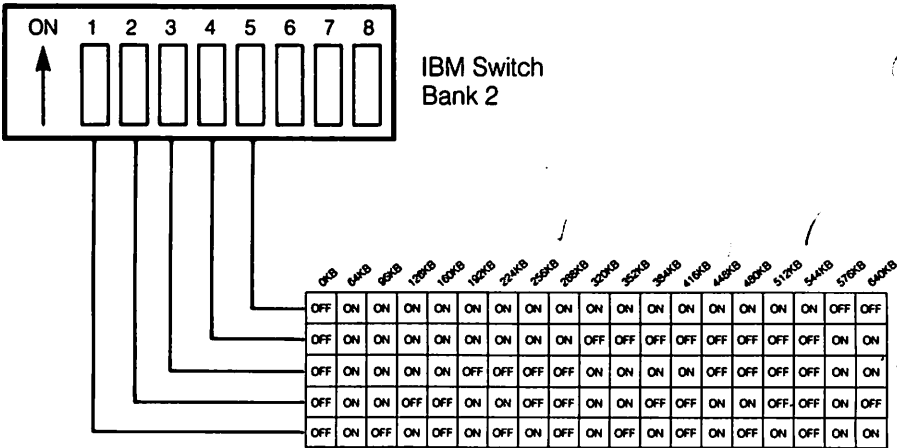 ON 1 2 3 4 5 6 7 8
IBM Switch
Bank 2
0KB 64KB 96KB 128KB 160KB 192KB 224KB 256KB 288KB 320KB 352KB 384KB 416KB 448KB 480KB 512KB 544KB 576KB 640KB
OFF ON ON ON ON ON ON ON ON ON ON ON ON ON ON ON ON OFF OFF
OFF ON ON ON ON ON ON ON ON OFF OFF OFF OFF OFF OFF OFF OFF ON ON
OFF ON ON ON ON OFF OFF OFF OFF ON ON ON ON OFF OFF OFF OFF ON ON
OFF ON ON OFF OFF ON ON OFF OFF ON ON OFF OFF ON ON OFF OFF ON OFF
OFF ON OFF ON OFF ON OFF ON OFF ON OFF ON OFF ON OFF ON OFF ON ON